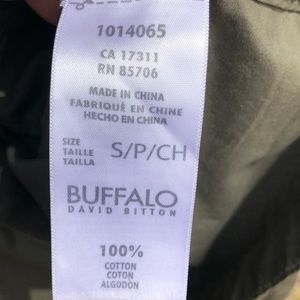 1014065
CA 17311
RN 85706
MADE IN CHINA
FABRIQUÉ EN CHINE
HECHO EN CHINA
SIZE
TAILLE
TALLA
S/P/CH
BUFFALO
DAVID BITTON
100%
COTTON
COTON
ALGODÓN